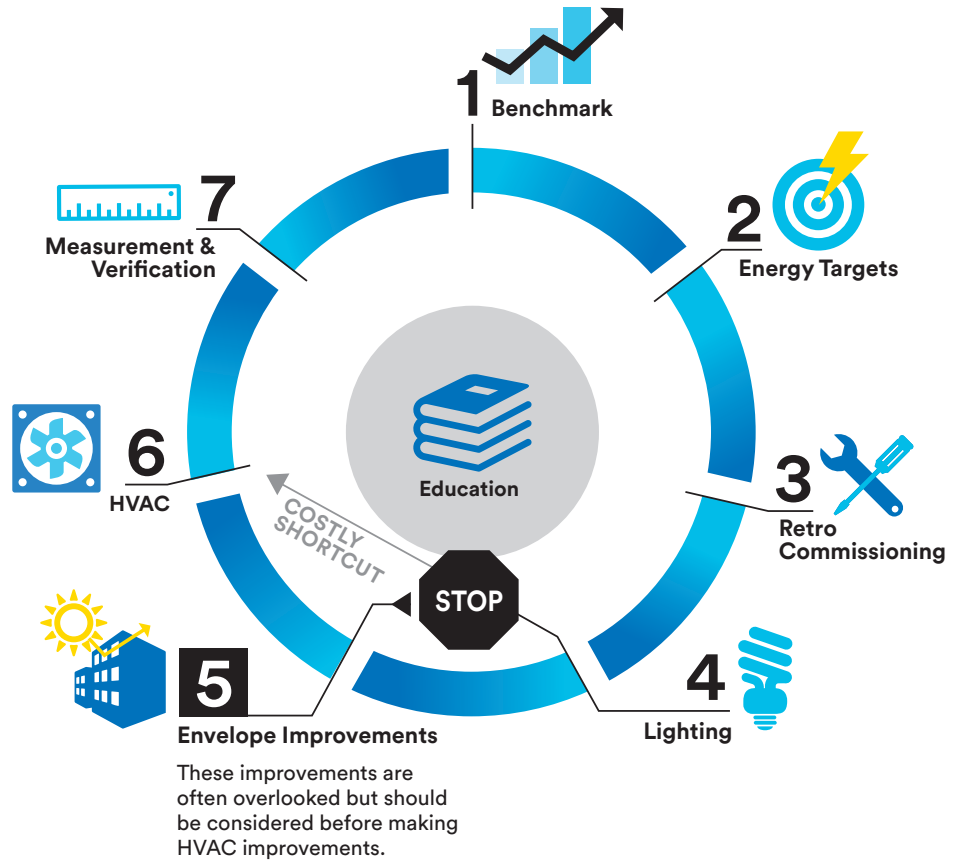 1
Benchmark
2
Energy Targets
3
Retro
Commissioning
4
Lighting
5
Envelope Improvements
These improvements are
often overlooked but should
be considered before making
HVAC improvements.
6
HVAC
7
Measurement &
Verification
Education
COSTLY
SHORTCUT
STOP